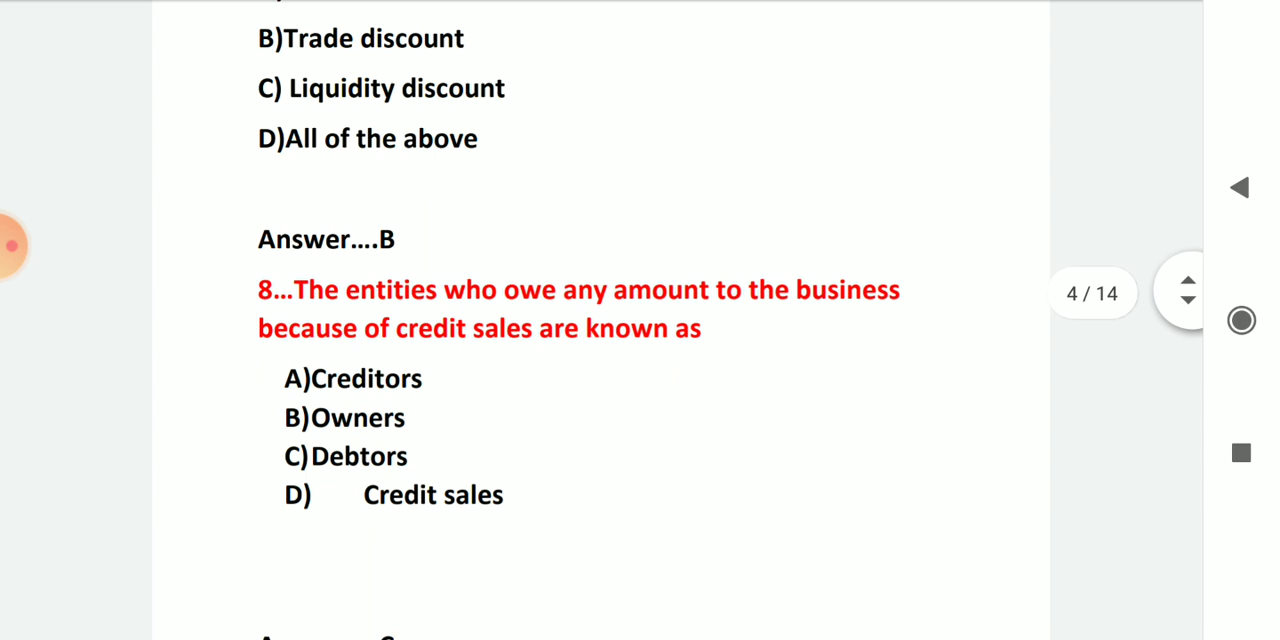 B)Trade discount
C) Liquidity discount
D)All of the above
Answer....B
8...The entities who owe any amount to the business
because of credit sales are known as
4 / 14
A)Creditors
B)Owners
C)Debtors
D) Credit sales